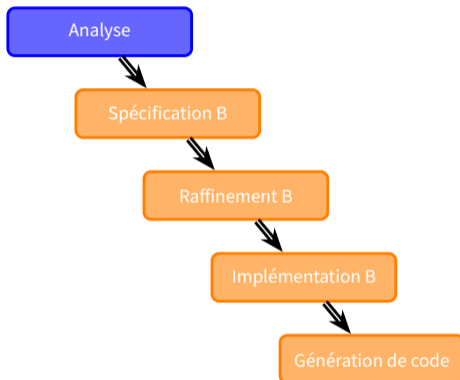 Analyse
Spécification B
Raffinement B
Implémentation B
Génération de code